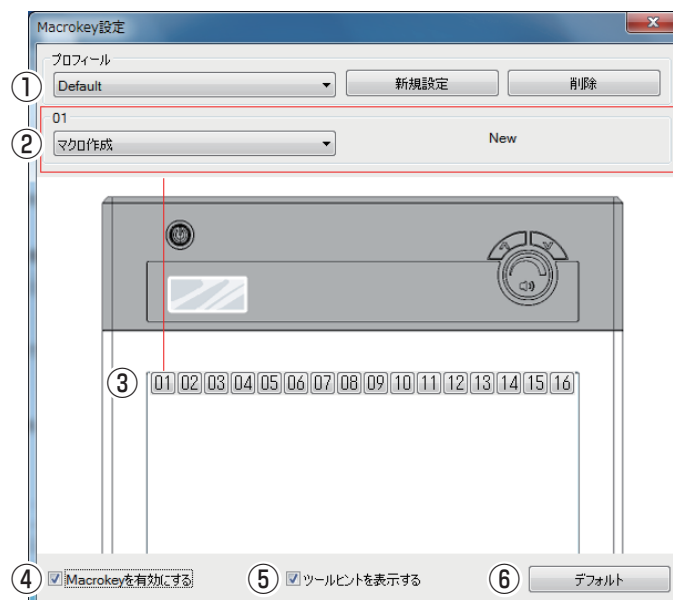 Macrokey設定
プロフィール
① Default 新規設定 削除
01
② マクロ作成 New
③ 01 02 03 04 05 06 07 08 09 10 11 12 13 14 15 16
④ Macrokeyを有効にする ⑤ ツールヒントを表示する ⑥ デフォルト